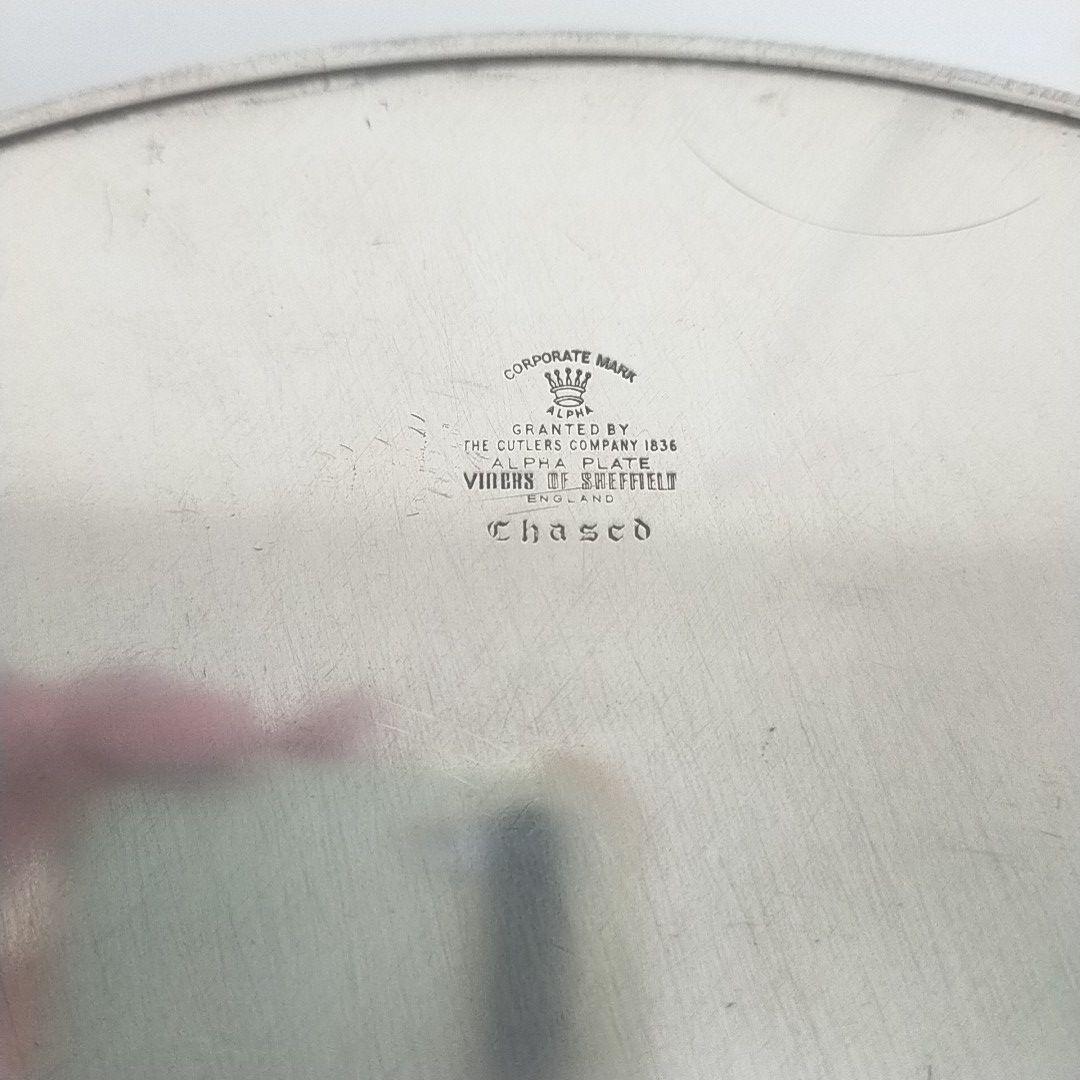 CORPORATE MARK
ALPHA
GRANTED BY
THE CUTLERS COMPANY 1836
ALPHA PLATE
VINERS OF SHEFFIELD
ENGLAND
Chased